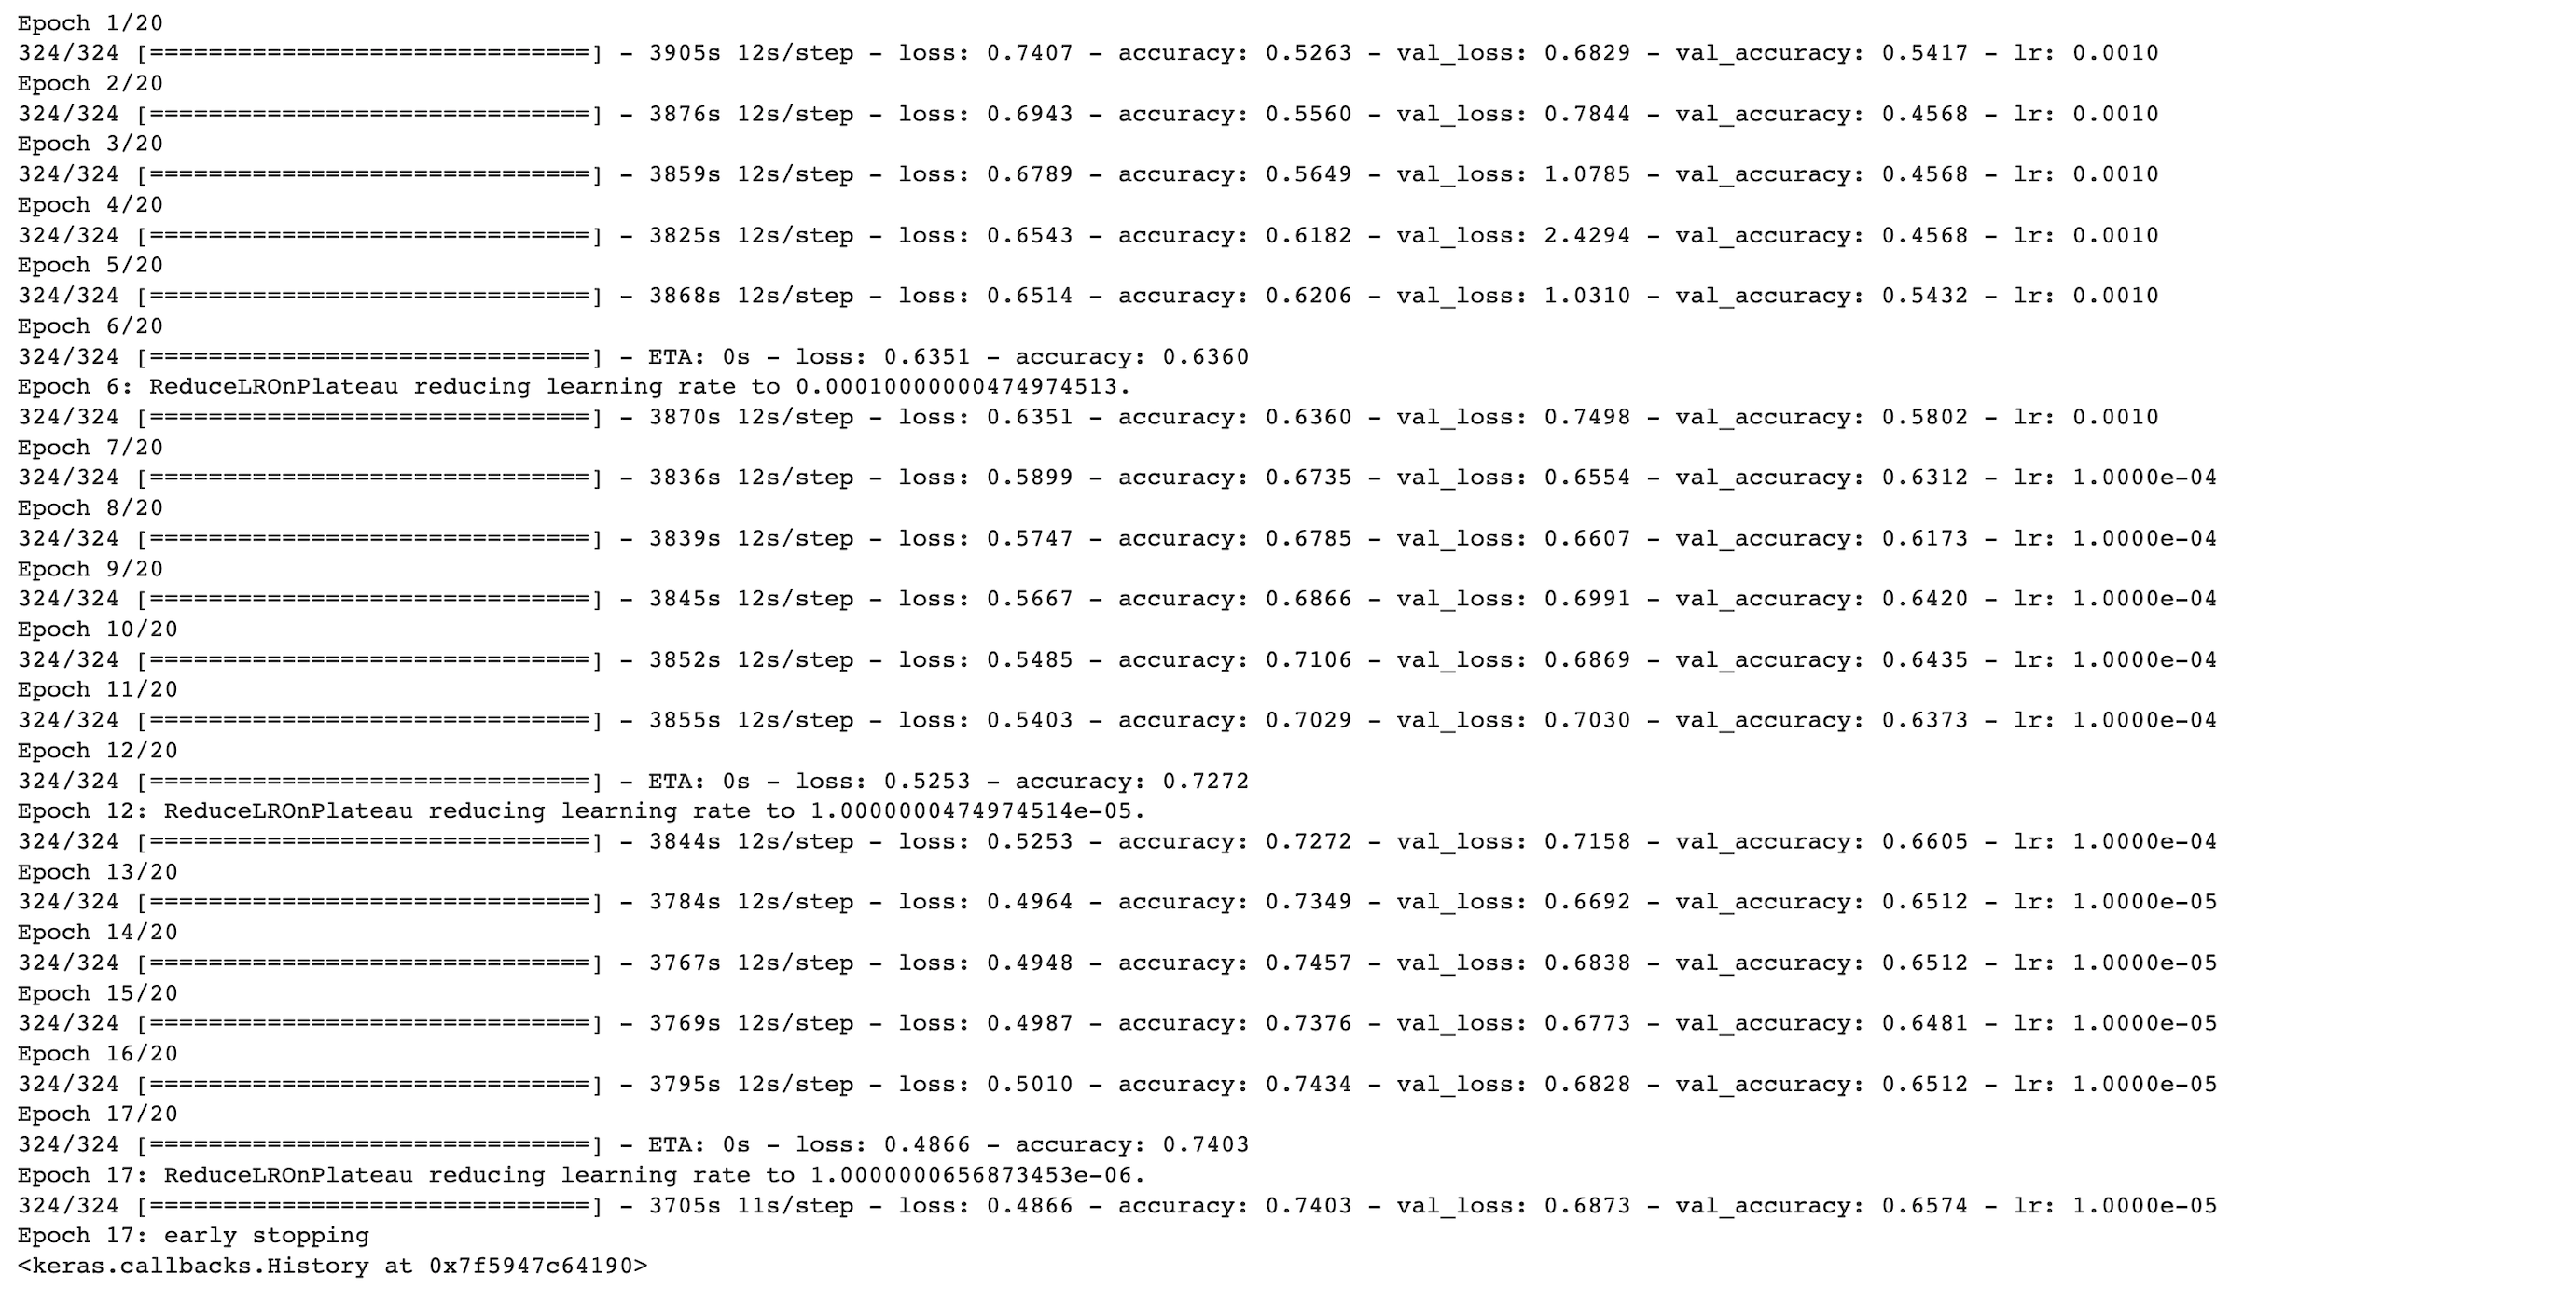 Epoch 1/20
324/324 [==============================] - 3905s 12s/step - loss: 0.7407 - accuracy: 0.5263 - val_loss: 0.6829 - val_accuracy: 0.5417 - lr: 0.0010
Epoch 2/20
324/324 [==============================] - 3876s 12s/step - loss: 0.6943 - accuracy: 0.5560 - val_loss: 0.7844 - val_accuracy: 0.4568 - lr: 0.0010
Epoch 3/20
324/324 [==============================] - 3859s 12s/step - loss: 0.6789 - accuracy: 0.5649 - val_loss: 1.0785 - val_accuracy: 0.4568 - lr: 0.0010
Epoch 4/20
324/324 [==============================] - 3825s 12s/step - loss: 0.6543 - accuracy: 0.6182 - val_loss: 2.4294 - val_accuracy: 0.4568 - lr: 0.0010
Epoch 5/20
324/324 [==============================] - 3868s 12s/step - loss: 0.6514 - accuracy: 0.6206 - val_loss: 1.0310 - val_accuracy: 0.5432 - lr: 0.0010
Epoch 6/20
324/324 [==============================] - ETA: 0s - loss: 0.6351 - accuracy: 0.6360
Epoch 6: ReduceLROnPlateau reducing learning rate to 0.00010000000474974513.
324/324 [==============================] - 3870s 12s/step - loss: 0.6351 - accuracy: 0.6360 - val_loss: 0.7498 - val_accuracy: 0.5802 - lr: 0.0010
Epoch 7/20
324/324 [==============================] - 3836s 12s/step - loss: 0.5899 - accuracy: 0.6735 - val_loss: 0.6554 - val_accuracy: 0.6312 - lr: 1.0000e-04
Epoch 8/20
324/324 [==============================] - 3839s 12s/step - loss: 0.5747 - accuracy: 0.6785 - val_loss: 0.6607 - val_accuracy: 0.6173 - lr: 1.0000e-04
Epoch 9/20
324/324 [==============================] - 3845s 12s/step - loss: 0.5667 - accuracy: 0.6866 - val_loss: 0.6991 - val_accuracy: 0.6420 - lr: 1.0000e-04
Epoch 10/20
324/324 [==============================] - 3852s 12s/step - loss: 0.5485 - accuracy: 0.7106 - val_loss: 0.6869 - val_accuracy: 0.6435 - lr: 1.0000e-04
Epoch 11/20
324/324 [==============================] - 3855s 12s/step - loss: 0.5403 - accuracy: 0.7029 - val_loss: 0.7030 - val_accuracy: 0.6373 - lr: 1.0000e-04
Epoch 12/20
324/324 [==============================] - ETA: 0s - loss: 0.5253 - accuracy: 0.7272
Epoch 12: ReduceLROnPlateau reducing learning rate to 1.0000000474974514e-05.
324/324 [==============================] - 3844s 12s/step - loss: 0.5253 - accuracy: 0.7272 - val_loss: 0.7158 - val_accuracy: 0.6605 - lr: 1.0000e-04
Epoch 13/20
324/324 [==============================] - 3784s 12s/step - loss: 0.4964 - accuracy: 0.7349 - val_loss: 0.6692 - val_accuracy: 0.6512 - lr: 1.0000e-05
Epoch 14/20
324/324 [==============================] - 3767s 12s/step - loss: 0.4948 - accuracy: 0.7457 - val_loss: 0.6838 - val_accuracy: 0.6512 - lr: 1.0000e-05
Epoch 15/20
324/324 [==============================] - 3769s 12s/step - loss: 0.4987 - accuracy: 0.7376 - val_loss: 0.6773 - val_accuracy: 0.6481 - lr: 1.0000e-05
Epoch 16/20
324/324 [==============================] - 3795s 12s/step - loss: 0.5010 - accuracy: 0.7434 - val_loss: 0.6828 - val_accuracy: 0.6512 - lr: 1.0000e-05
Epoch 17/20
324/324 [==============================] - ETA: 0s - loss: 0.4866 - accuracy: 0.7403
Epoch 17: ReduceLROnPlateau reducing learning rate to 1.0000000656873453e-06.
324/324 [==============================] - 3705s 11s/step - loss: 0.4866 - accuracy: 0.7403 - val_loss: 0.6873 - val_accuracy: 0.6574 - lr: 1.0000e-05
Epoch 17: early stopping
<keras.callbacks.History at 0x7f5947c64190>